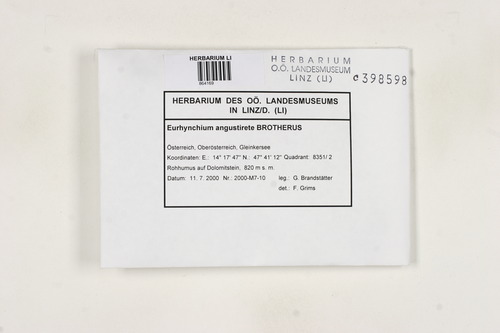 HERBARIUM LI
864169
HERBARIUM
O.Ö. LANDESMUSEUM
LINZ (LI)
c 398598
HERBARIUM DES OÖ. LANDESMUSEUMS
IN LINZ/D. (LI)
Eurhynchium angustirete BROTHERUS
Österreich, Oberösterreich, Gleinkersee
Koordinaten: E.: 14° 17' 47" N.: 47° 41' 12" Quadrant: 8351/ 2
Rohhumus auf Dolomitstein, 820 m s. m.
Datum: 11. 7. 2000 Nr.: 2000-M7-10 leg.: G. Brandstätter
det.: F. Grims